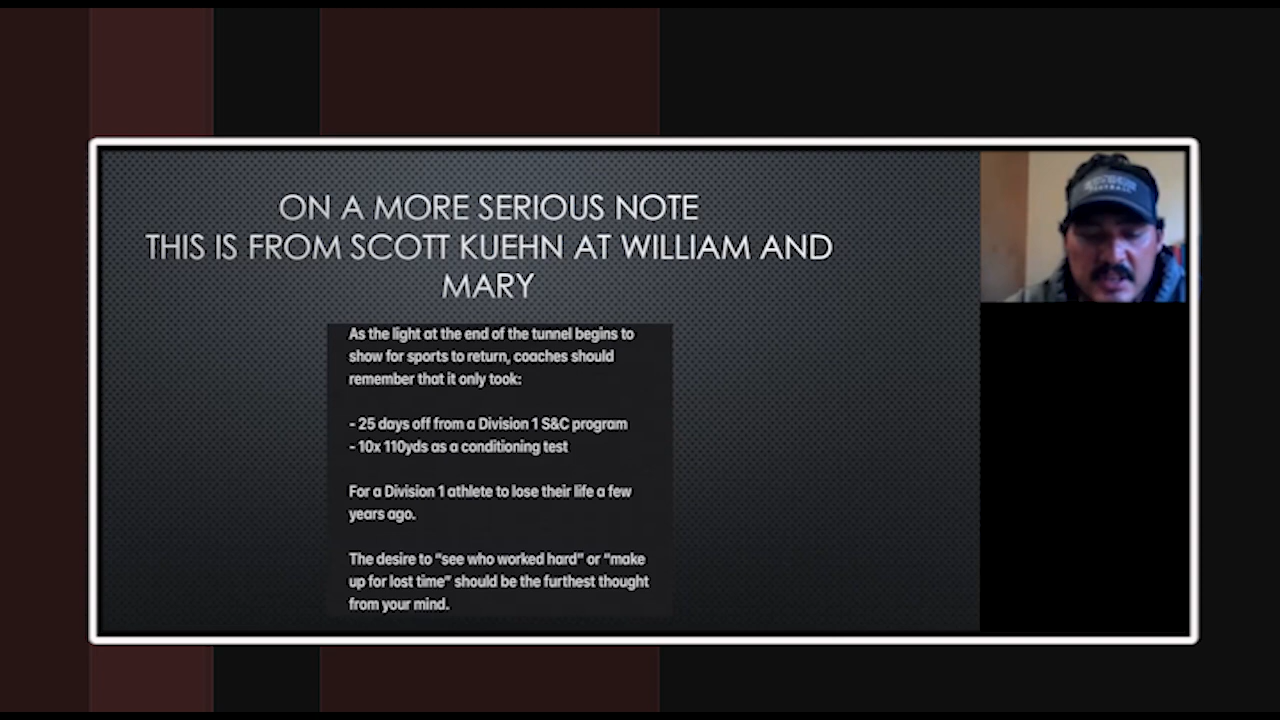 ON A MORE SERIOUS NOTE
THIS IS FROM SCOTT KUEHN AT WILLIAM AND
MARY
As the light at the end of the tunnel begins to
show for sports to return, coaches should
remember that it only took:
- 25 days off from a Division 1 S&C program
- 10x 110yds as a conditioning test
For a Division 1 athlete to lose their life a few
years ago.
The desire to "see who worked hard" or "make
up for lost time" should be the furthest thought
from your mind.